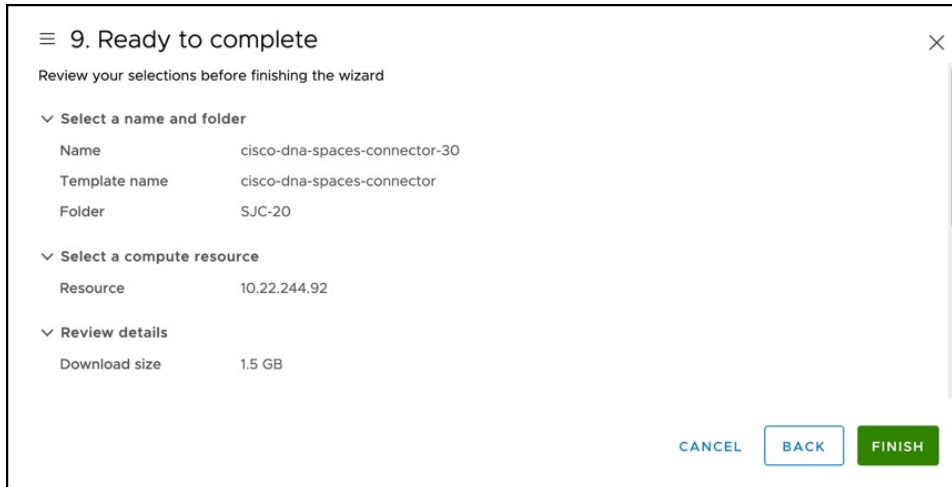 9. Ready to complete
Review your selections before finishing the wizard
Select a name and folder
Name cisco-dna-spaces-connector-30
Template name cisco-dna-spaces-connector
Folder SJC-20
Select a compute resource
Resource 10.22.244.92
Review details
Download size 1.5 GB
CANCEL BACK FINISH